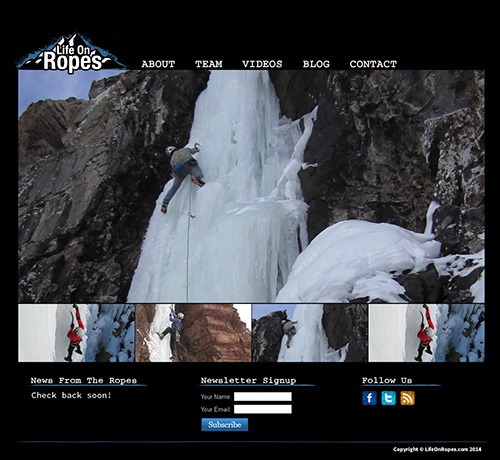 Life On
Ropes
ABOUT TEAM VIDEOS BLOG CONTACT
News From The Ropes
Check back soon!
Newsletter Signup
Your Name:
Your Email:
Subscribe
Follow Us
Copyright © LifeOnRopes.com 2014